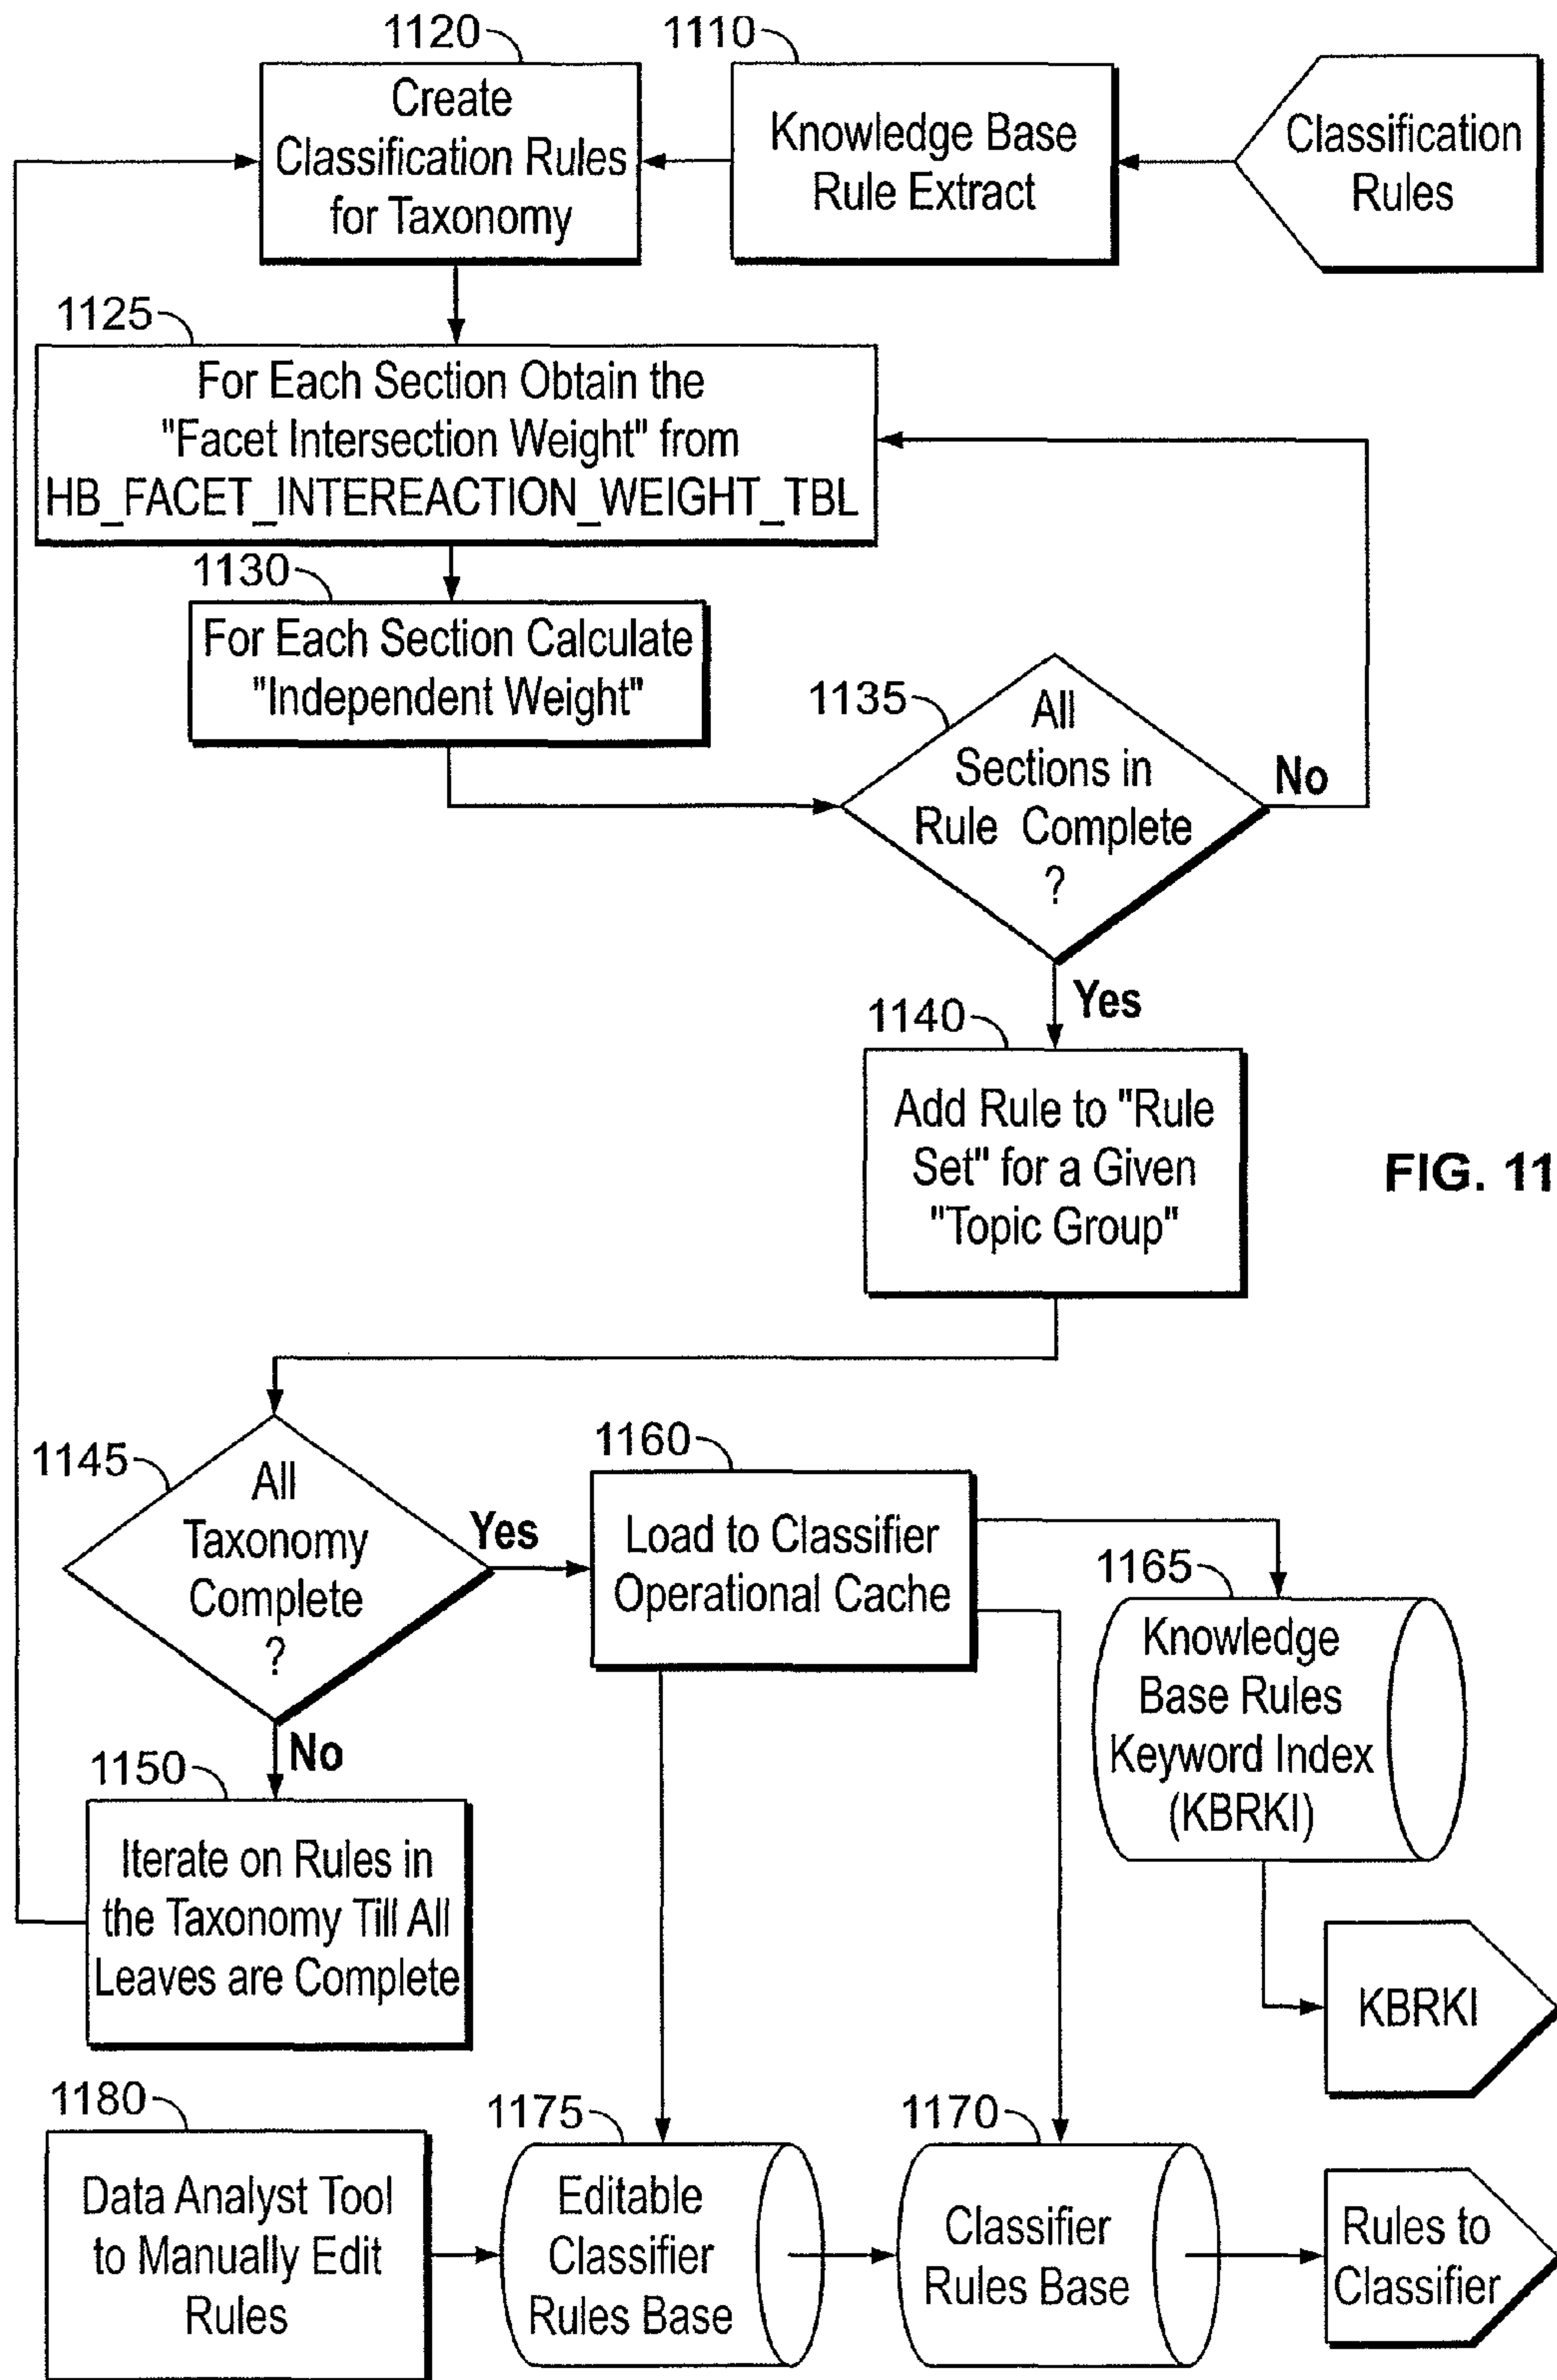 1120
Create
Classification Rules
for Taxonomy
1110
Knowledge Base
Rule Extract
Classification
Rules
1125
For Each Section Obtain the
"Facet Intersection Weight" from
HB_FACET_INTEREACTION_WEIGHT_TBL
1130
For Each Section Calculate
"Independent Weight"
1135
All
Sections in
Rule Complete
?
No
Yes
1140
Add Rule to "Rule
Set" for a Given
"Topic Group"
FIG. 11
1145
All
Taxonomy
Complete
?
Yes
No
1160
Load to Classifier
Operational Cache
1165
Knowledge
Base Rules
Keyword Index
(KBRKI)
1150
Iterate on Rules in
the Taxonomy Till All
Leaves are Complete
KBRKI
1180
Data Analyst Tool
to Manually Edit
Rules
1175
Editable
Classifier
Rules Base
1170
Classifier
Rules Base
Rules to
Classifier